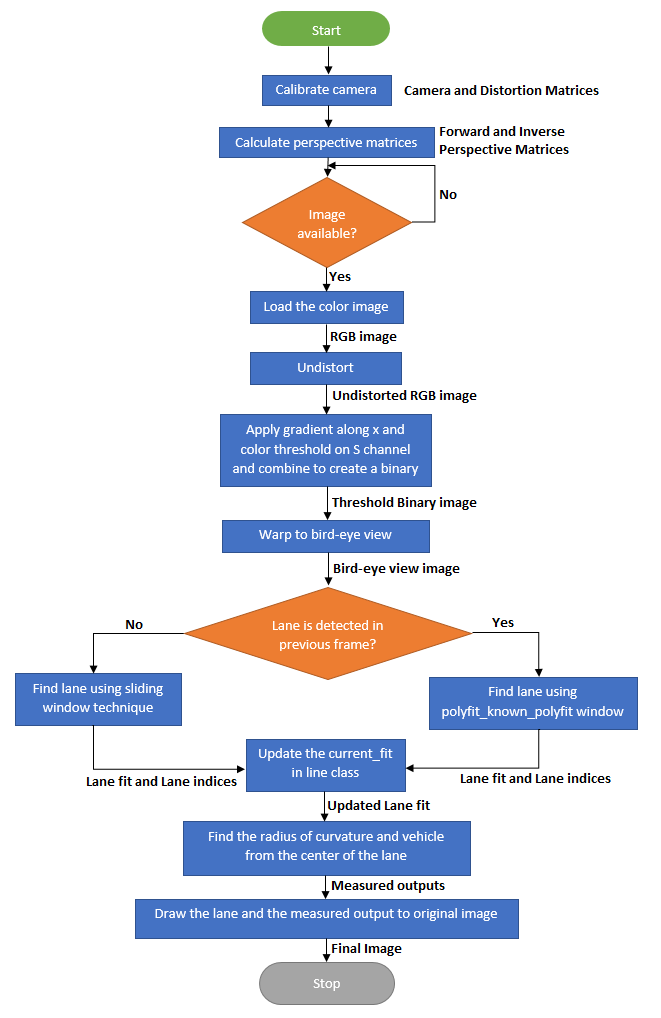 Start
Calibrate camera
Camera and Distortion Matrices
Calculate perspective matrices
Forward and Inverse
Perspective Matrices
No
Image
available?
Yes
Load the color image
RGB image
Undistort
Undistorted RGB image
Apply gradient along x and
color threshold on S channel
and combine to create a binary
Threshold Binary image
Warp to bird-eye view
Bird-eye view image
Lane is detected in
previous frame?
No
Yes
Find lane using sliding
window technique
Find lane using
polyfit_known_polyfit window
Update the current_fit
in line class
Lane fit and Lane indices
Lane fit and Lane indices
Updated Lane fit
Find the radius of curvature and vehicle
from the center of the lane
Measured outputs
Draw the lane and the measured output to original image
Final Image
Stop